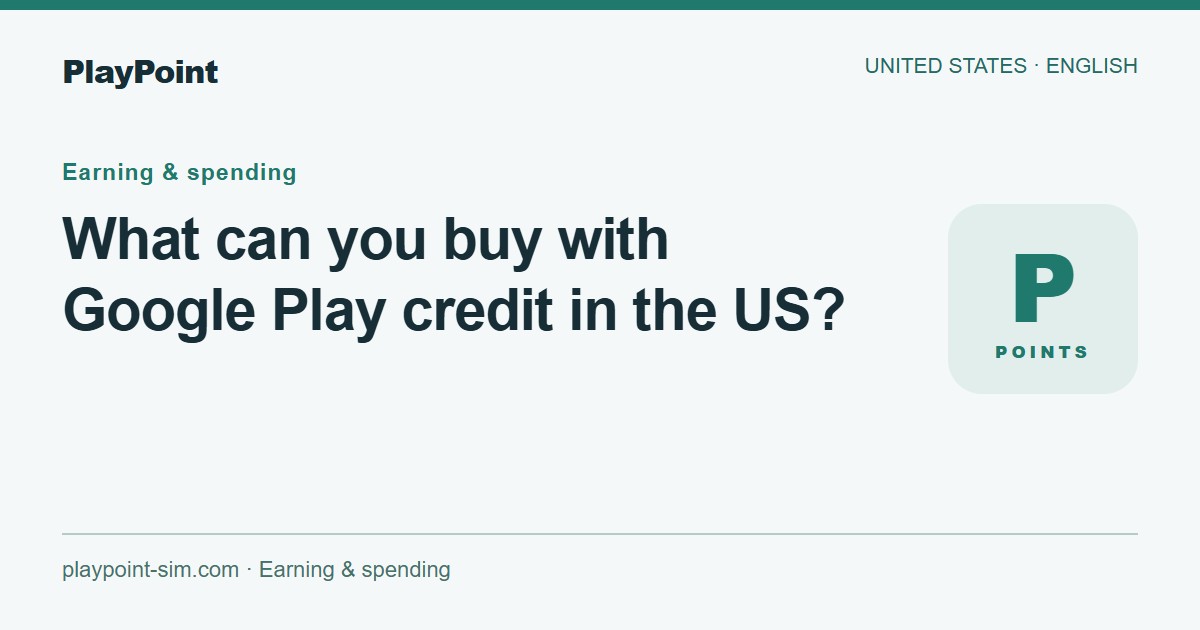 PlayPoint
UNITED STATES · ENGLISH
Earning & spending
What can you buy with
Google Play credit in the US?
P
POINTS
playpoint-sim.com · Earning & spending